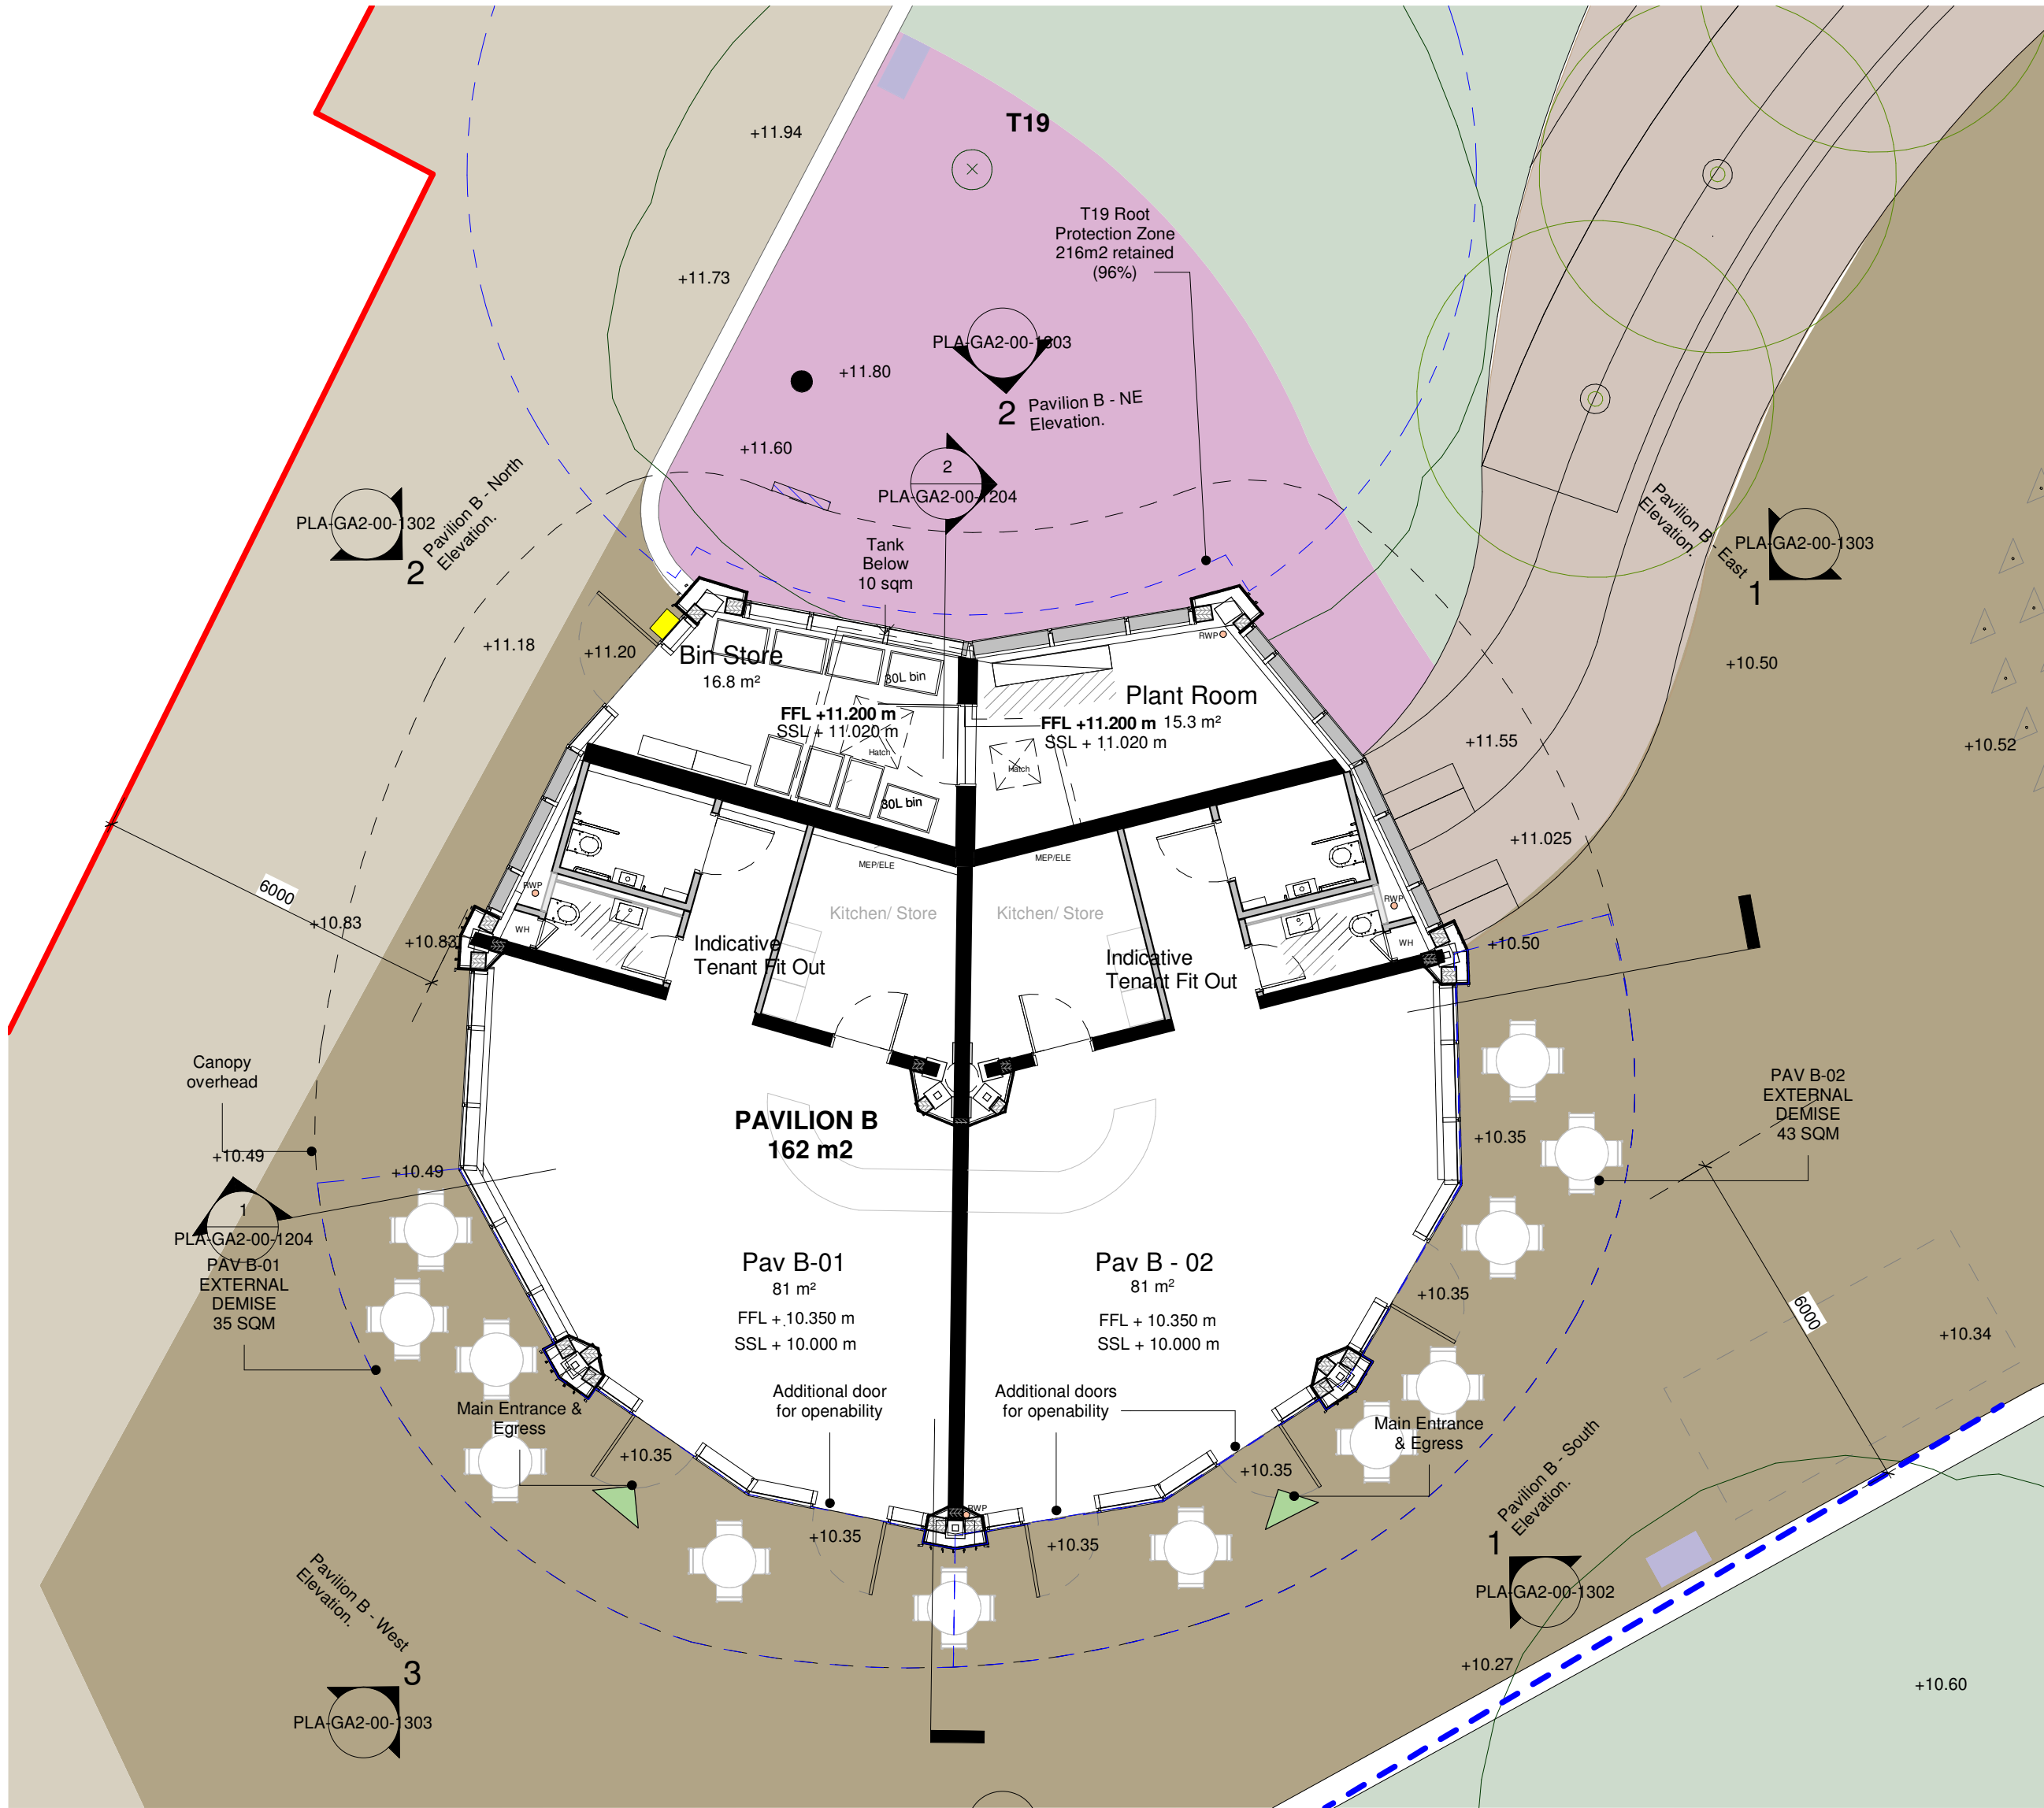 T19
+11.94
T19 Root
Protection Zone
216m2 retained
(96%)
+11.73
PLA-GA2-00-1303
+11.80
2
Pavilion B - NE
Elevation.
+11.60
2
PLA-GA2-00-1204
PLA-GA2-00-1302
2
Pavilion B - North
Elevation.
Pavilion B - East
Elevation.
PLA-GA2-00-1303
1
Tank
Below
10 sqm
+11.18
+11.20
RWP
Bin Store
16.8 m²
30L bin
Plant Room
15.3 m²
+10.50
FFL +11.200 m
SSL + 11.020 m
Hatch
FFL +11.200 m
SSL + 11.020 m
Hatch
+11.55
+10.52
30L bin
+11.025
MEP/ELE
MEP/ELE
6000
RWP
RWP
+10.83
+10.83
Kitchen/ Store
Kitchen/ Store
WH
WH
+10.50
Indicative
Tenant Fit Out
Indicative
Tenant Fit Out
Canopy
overhead
PAV B-02
EXTERNAL
DEMISE
43 SQM
PAVILION B
162 m2
+10.35
+10.49
+10.49
1
PLA-GA2-00-1204
PAV B-01
EXTERNAL
DEMISE
35 SQM
Pav B-01
81 m²
FFL + 10.350 m
SSL + 10.000 m
Pav B - 02
81 m²
FFL + 10.350 m
SSL + 10.000 m
+10.35
6000
+10.34
Additional door
for openability
Additional doors
for openability
Main Entrance &
Egress
Main Entrance
& Egress
+10.35
+10.35
RWP
+10.35
+10.35
Pavilion B - South
Elevation.
1
PLA-GA2-00-1302
Pavilion B - West
Elevation.
3
PLA-GA2-00-1303
+10.27
+10.60